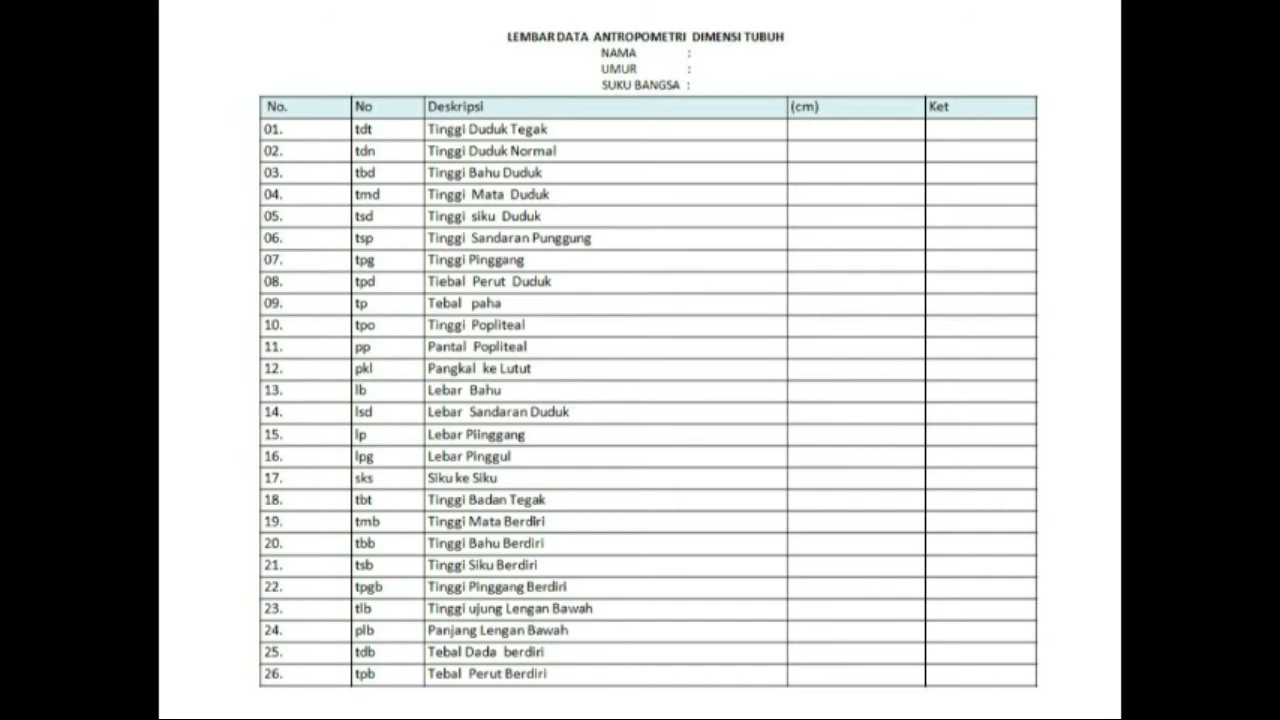 LEMBAR DATA ANTROPOMETRI DIMENSI TUBUH
NAMA :
UMUR :
SUKU BANGSA :
No. No Deskripsi (cm) Ket
01. tdt Tinggi Duduk Tegak
02. tdn Tinggi Duduk Normal
03. tbd Tinggi Bahu Duduk
04. tmd Tinggi Mata Duduk
05. tsd Tinggi siku Duduk
06. tsp Tinggi Sandaran Punggung
07. tpg Tinggi Pinggang
08. tpd Tiebal Perut Duduk
09. tp Tebal paha
10. tpo Tinggi Popliteal
11. pp Pantal Popliteal
12. pkl Pangkal ke Lutut
13. lb Lebar Bahu
14. lsd Lebar Sandaran Duduk
15. lp Lebar Piinggang
16. lpg Lebar Pinggul
17. sks Siku ke Siku
18. tbt Tinggi Badan Tegak
19. tmb Tinggi Mata Berdiri
20. tbb Tinggi Bahu Berdiri
21. tsb Tinggi Siku Berdiri
22. tpgb Tinggi Pinggang Berdiri
23. tlb Tinggi ujung Lengan Bawah
24. plb Panjang Lengan Bawah
25. tdb Tebal Dada berdiri
26. tpb Tebal Perut Berdiri